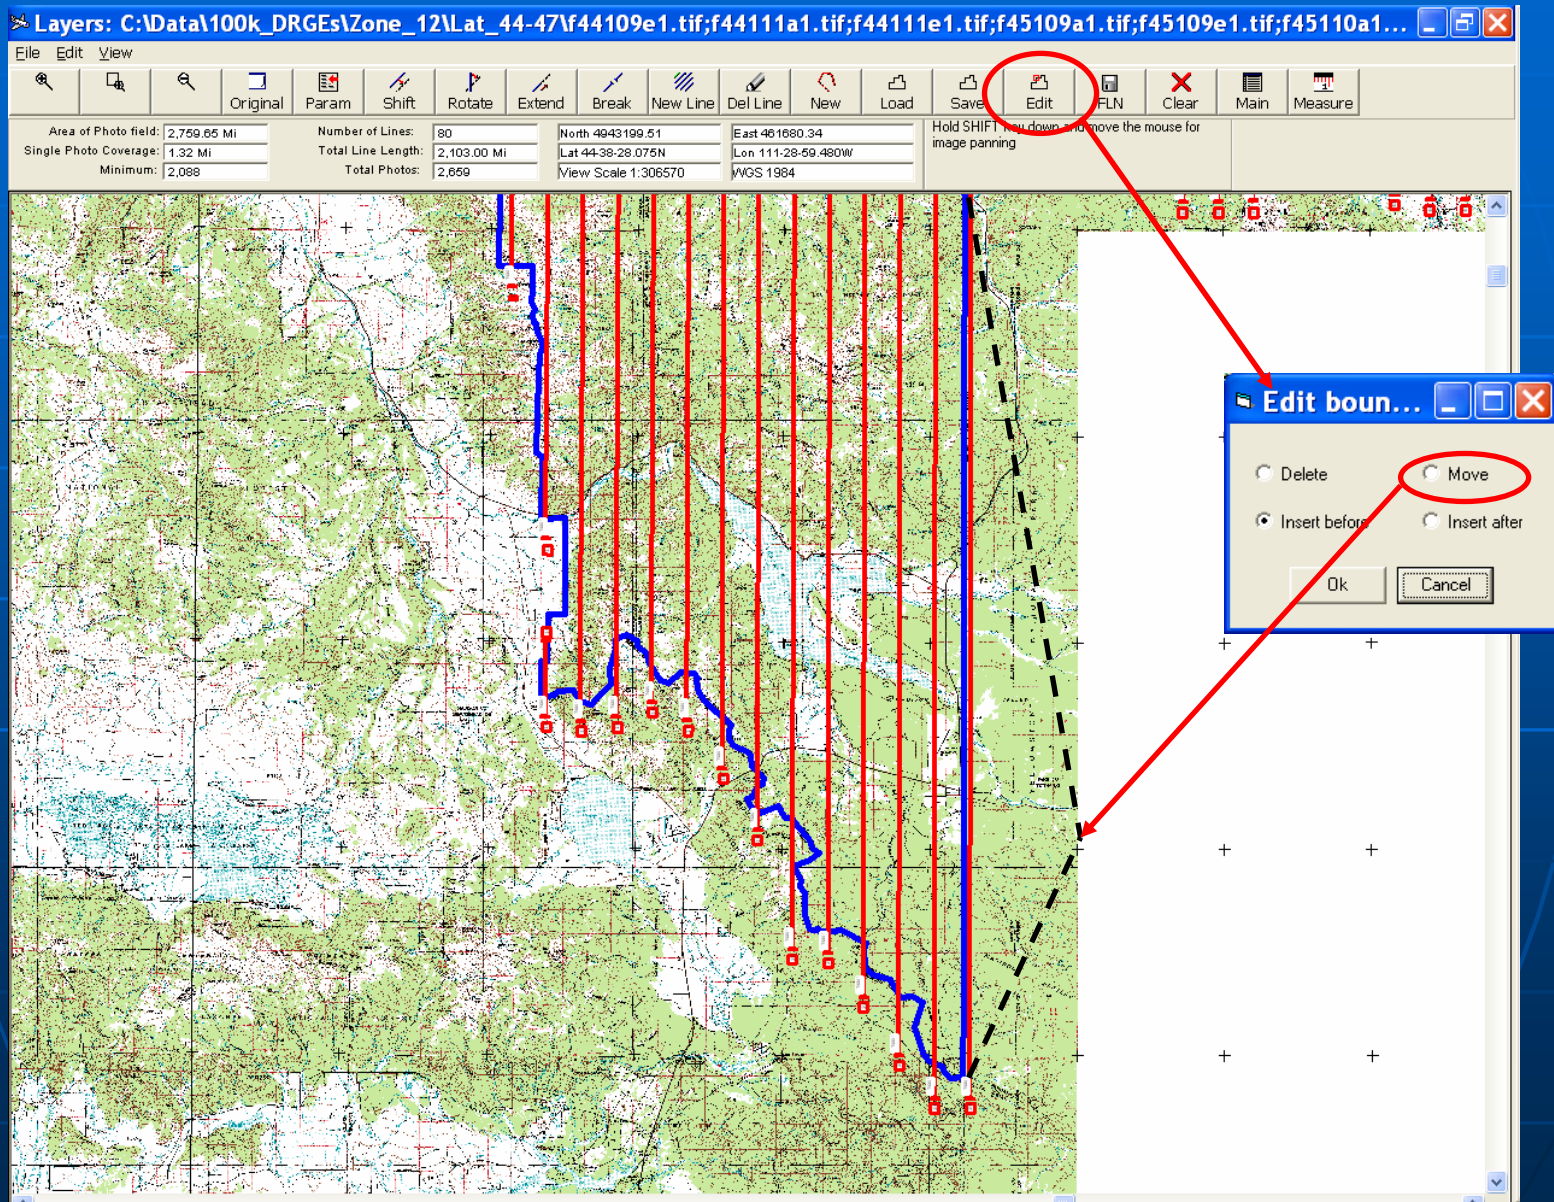 Layers: C:\Data\100k_DRGEs\Zone_12\Lat_44-47\f44109e1.tif;f44111a1.tif;f44111e1.tif;f45109a1.tif;f45109e1.tif;f45110a1...
File Edit View
Original Param Shift Rotate Extend Break New Line Del Line New Load Save Edit FLN Clear Main Measure
Area of Photo field: 2,759.65 Mi Number of Lines: 80 North 4943199.51 East 461680.34
Single Photo Coverage: 1.32 Mi Total Line Length: 2,103.00 Mi Lat 44-38-28.075N Lon 111-28-59.480W
Minimum: 2,088 Total Photos: 2,659 View Scale 1:306570 WGS 1984
Hold SHIFT key down and move the mouse for
image panning
Edit boun...
Delete Move
Insert before Insert after
Ok Cancel